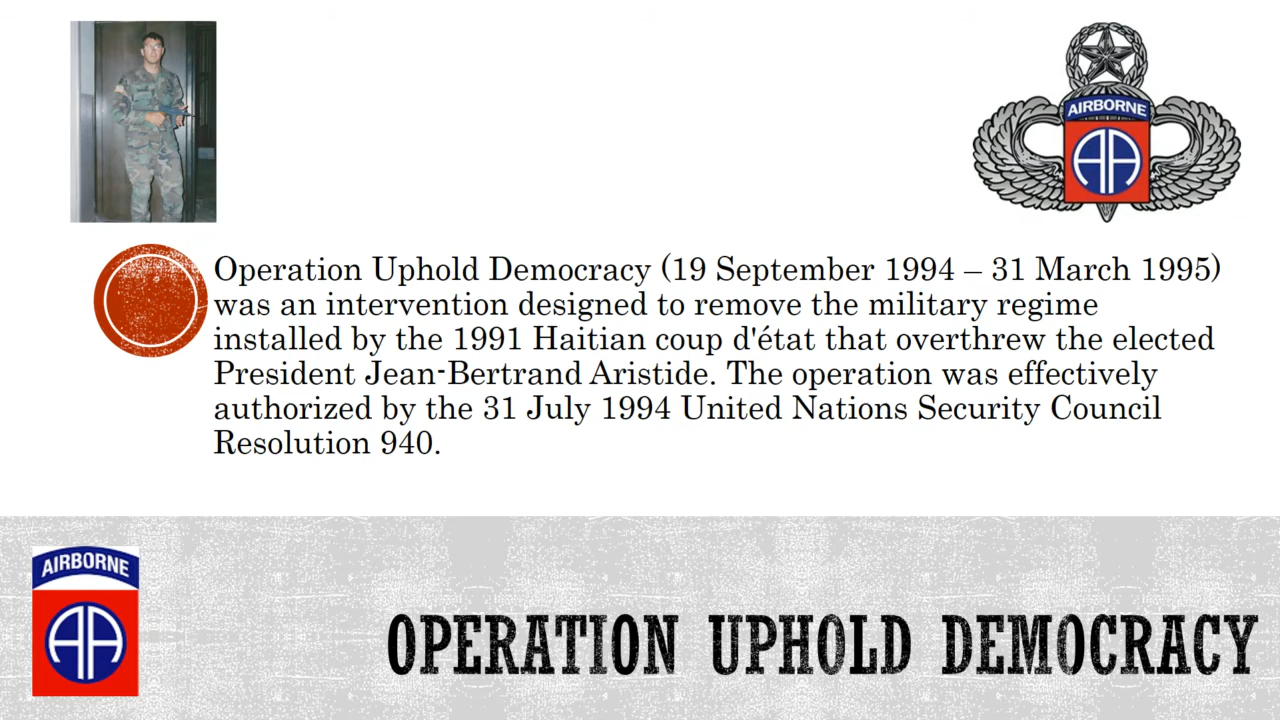 AIRBORNE
AA
Operation Uphold Democracy (19 September 1994 – 31 March 1995)
was an intervention designed to remove the military regime
installed by the 1991 Haitian coup d'état that overthrew the elected
President Jean-Bertrand Aristide. The operation was effectively
authorized by the 31 July 1994 United Nations Security Council
Resolution 940.
AIRBORNE
AA
OPERATION UPHOLD DEMOCRACY